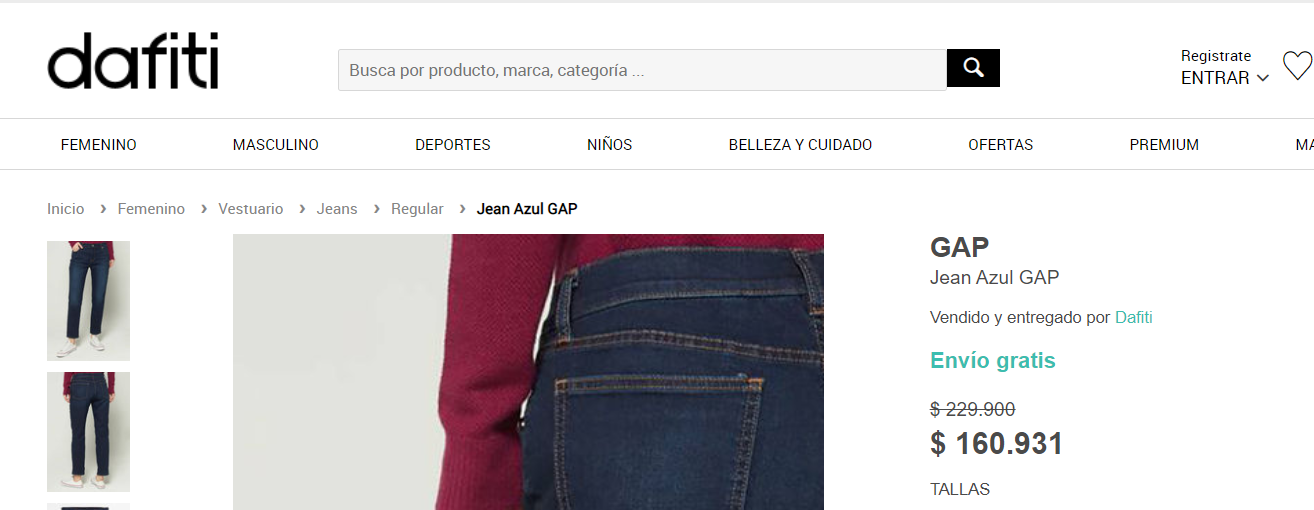 dafiti
Busca por producto, marca, categoría ...
Registrate
ENTRAR
FEMENINO MASCULINO DEPORTES NIÑOS BELLEZA Y CUIDADO OFERTAS PREMIUM MA
Inicio › Femenino › Vestuario › Jeans › Regular › Jean Azul GAP
GAP
Jean Azul GAP
Vendido y entregado por Dafiti
Envío gratis
$ 229.900
$ 160.931
TALLAS